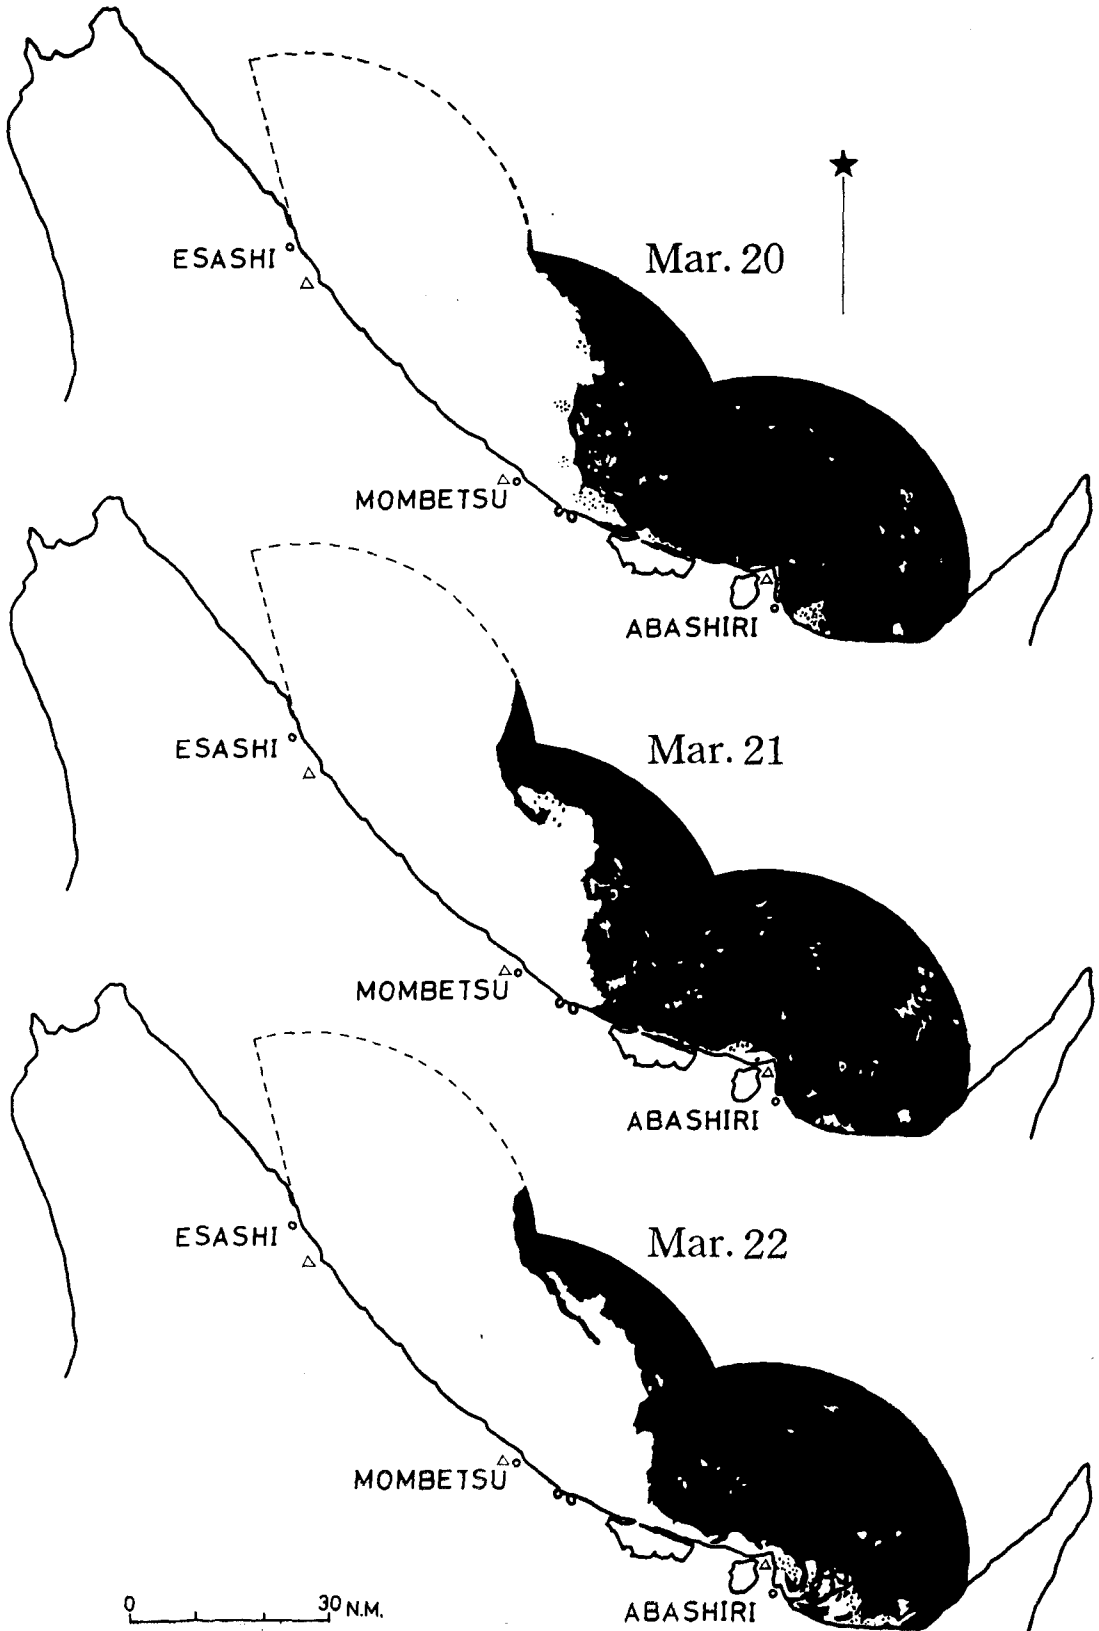 Mar. 20
ESASHI
MOMBETSU
ABASHIRI
Mar. 21
ESASHI
MOMBETSU
ABASHIRI
Mar. 22
ESASHI
MOMBETSU
ABASHIRI
0 30 N.M.